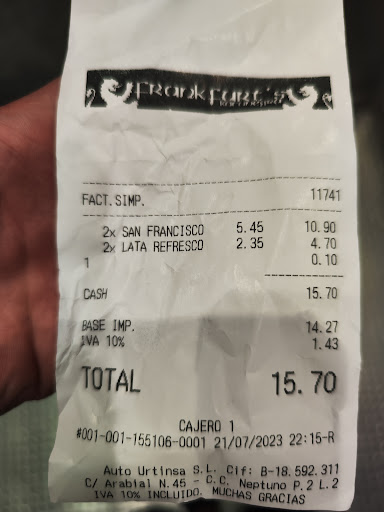 Frankfurt's
FACT.SIMP. 11741
2x SAN FRANCISCO 5.45 10.90
2x LATA REFRESCO 2.35 4.70
1 0.10
CASH 15.70
BASE IMP. 14.27
IVA 10% 1.43
TOTAL 15.70
CAJERO 1
#001-001-155106-0001 21/07/2023 22:15-R
Auto Urtinsa S.L. Cif: B-18.592.311
C/ Arabial N.45 - C.C. Neptuno P.2 L.2
IVA 10% INCLUIDO. MUCHAS GRACIAS